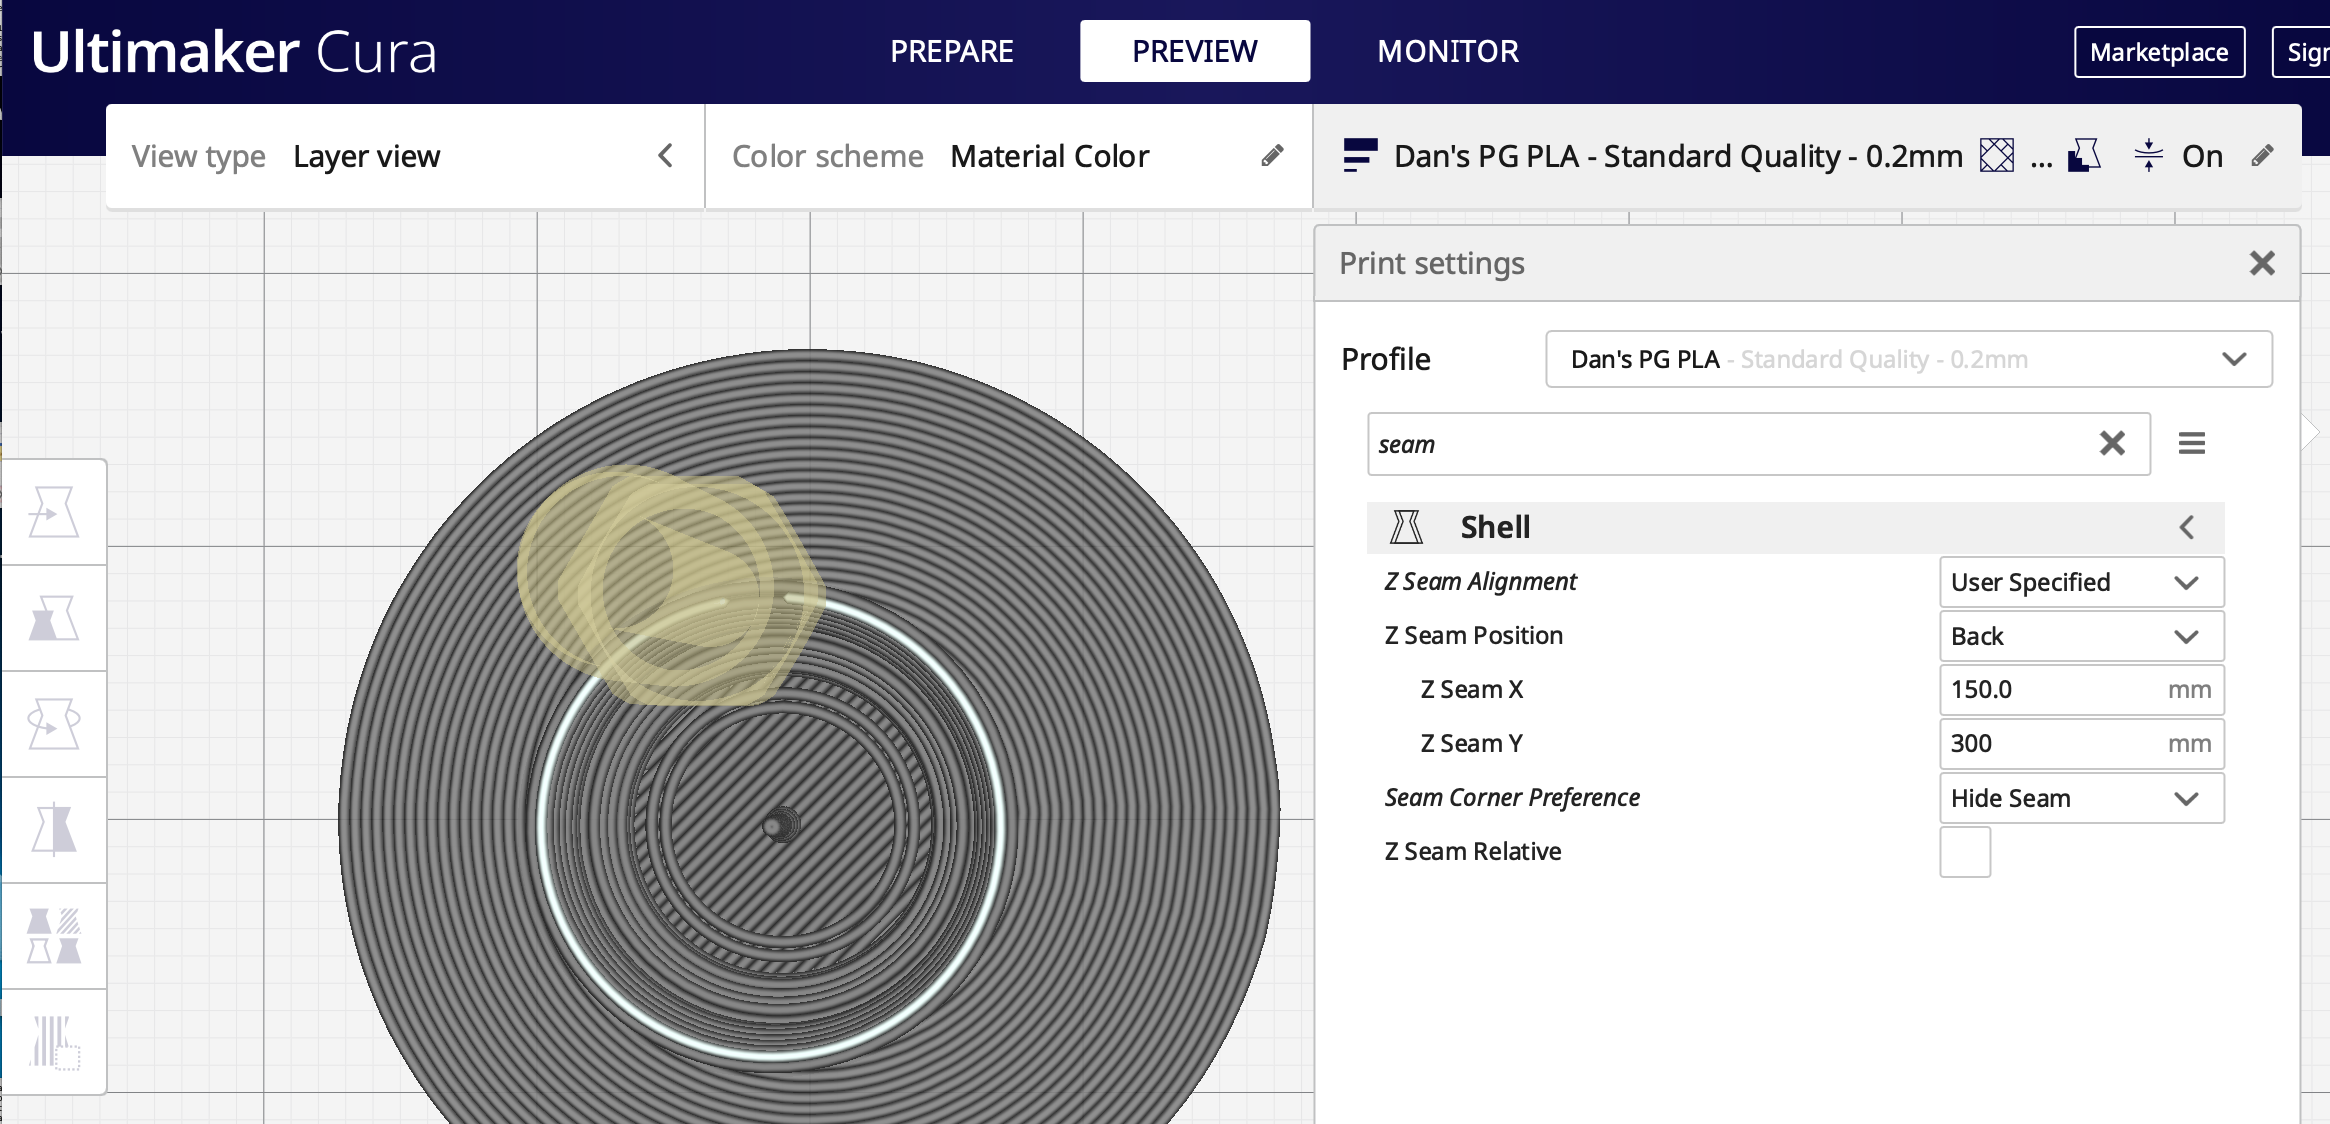 Ultimaker Cura
PREPARE
PREVIEW
MONITOR
Marketplace
View type Layer view
Color scheme Material Color
Dan's PG PLA - Standard Quality - 0.2mm ... On
Print settings
Profile
Dan's PG PLA - Standard Quality - 0.2mm
seam
Shell
Z Seam Alignment User Specified
Z Seam Position Back
Z Seam X 150.0 mm
Z Seam Y 300 mm
Seam Corner Preference Hide Seam
Z Seam Relative